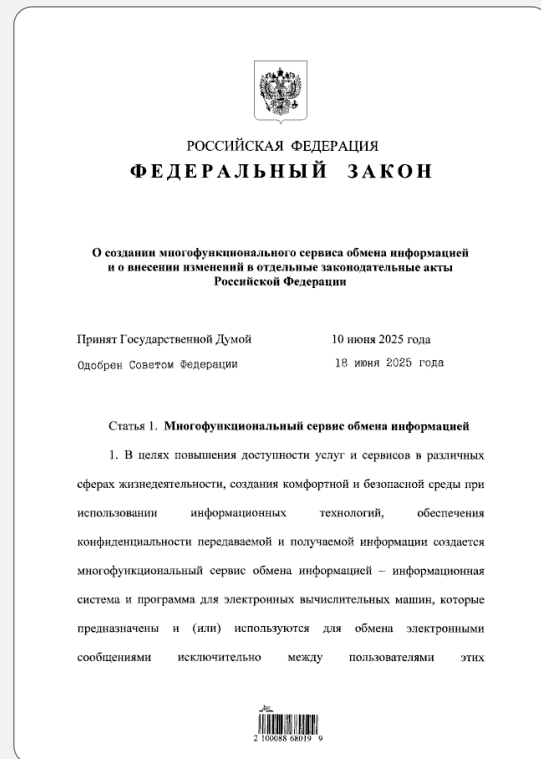 РОССИЙСКАЯ ФЕДЕРАЦИЯ
ФЕДЕРАЛЬНЫЙ ЗАКОН
О создании многофункционального сервиса обмена информацией
и о внесении изменений в отдельные законодательные акты
Российской Федерации
Принят Государственной Думой 10 июня 2025 года
Одобрен Советом Федерации 18 июня 2025 года
Статья 1. Многофункциональный сервис обмена информацией
1. В целях повышения доступности услуг и сервисов в различных
сферах жизнедеятельности, создания комфортной и безопасной среды при
использовании информационных технологий, обеспечения
конфиденциальности передаваемой и получаемой информации создается
многофункциональный сервис обмена информацией – информационная
система и программа для электронных вычислительных машин, которые
предназначены и (или) используются для обмена электронными
сообщениями исключительно между пользователями этих
2 100088 68019 9